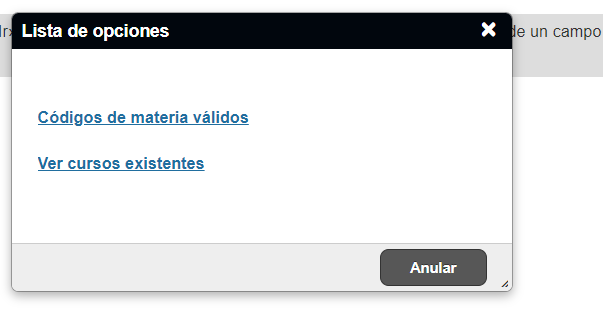 Lista de opciones
de un campo
Códigos de materia válidos
Ver cursos existentes
Anular